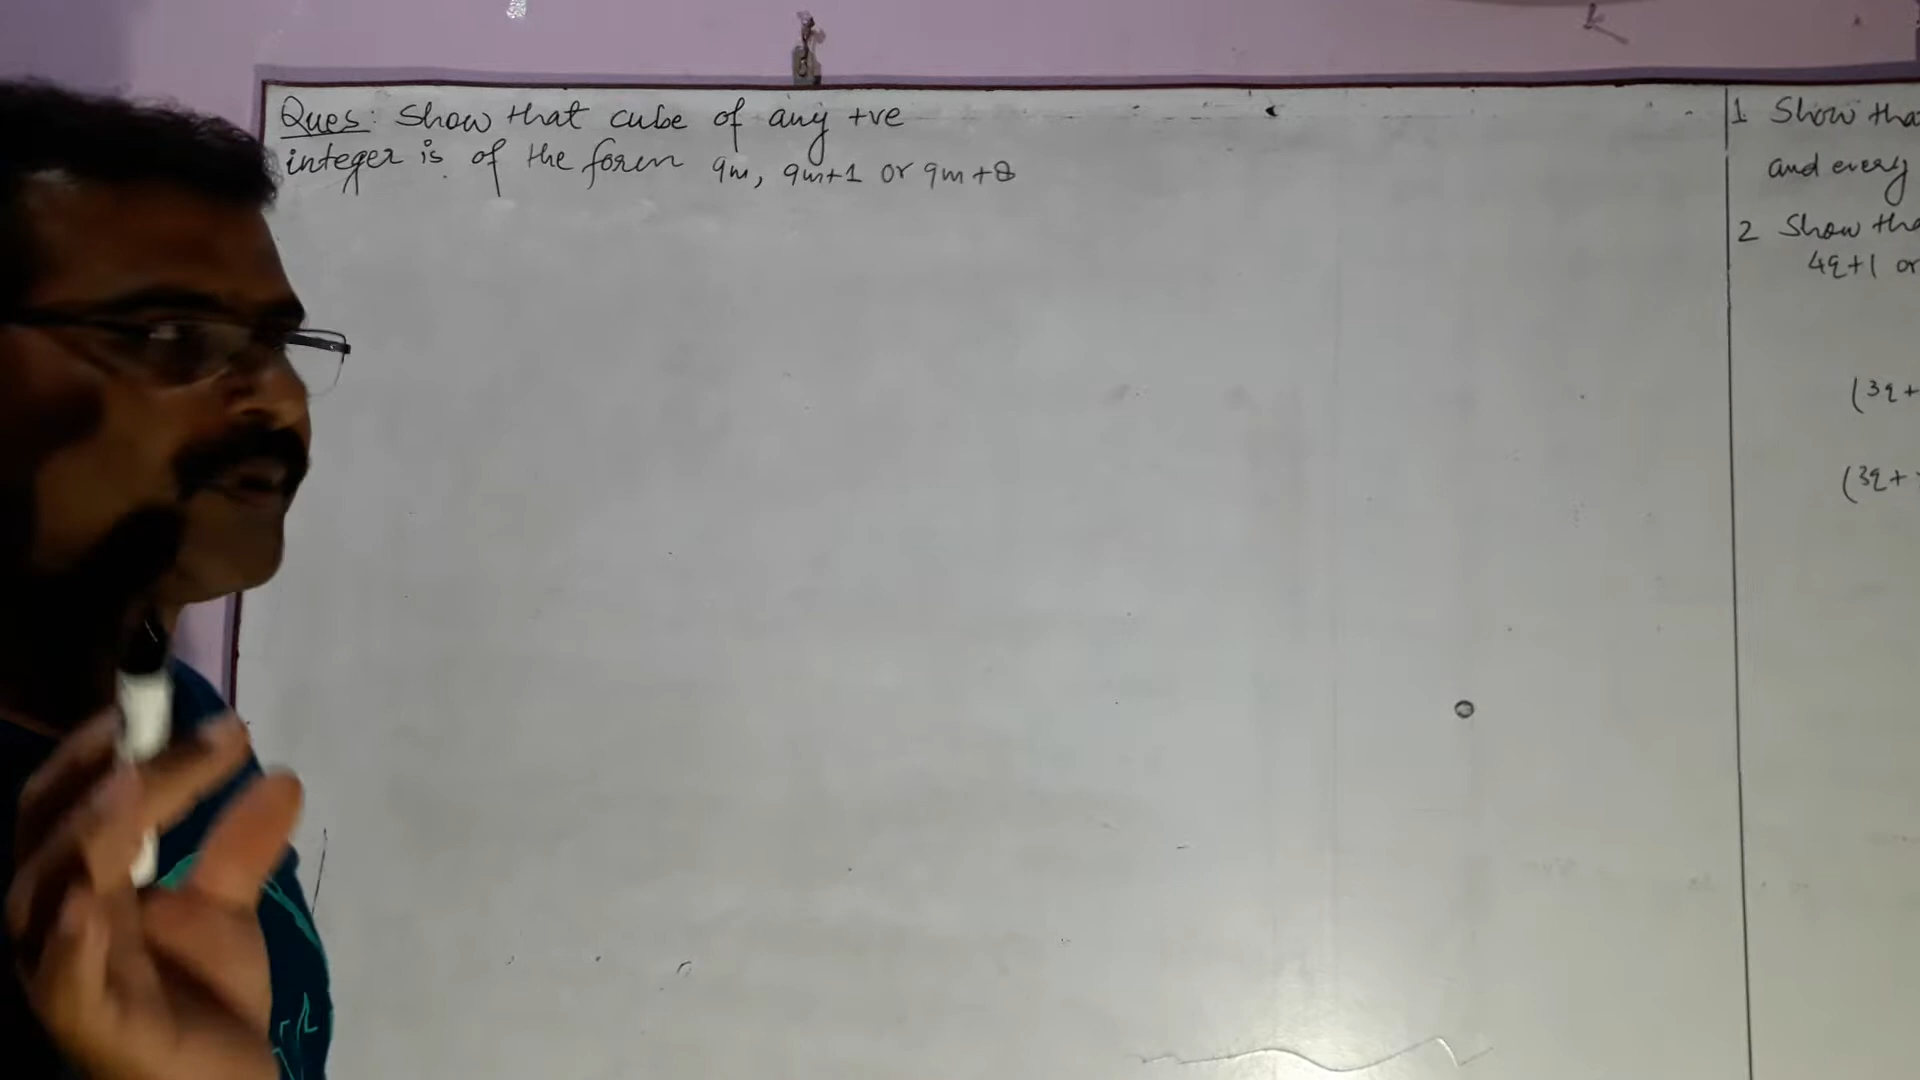 Ques: Show that cube of any +ve
integer is of the form 9m, 9m+1 or 9m+8
1 Show tha
and every
2 Show tha
4q+1 or
(3q+
(3q+